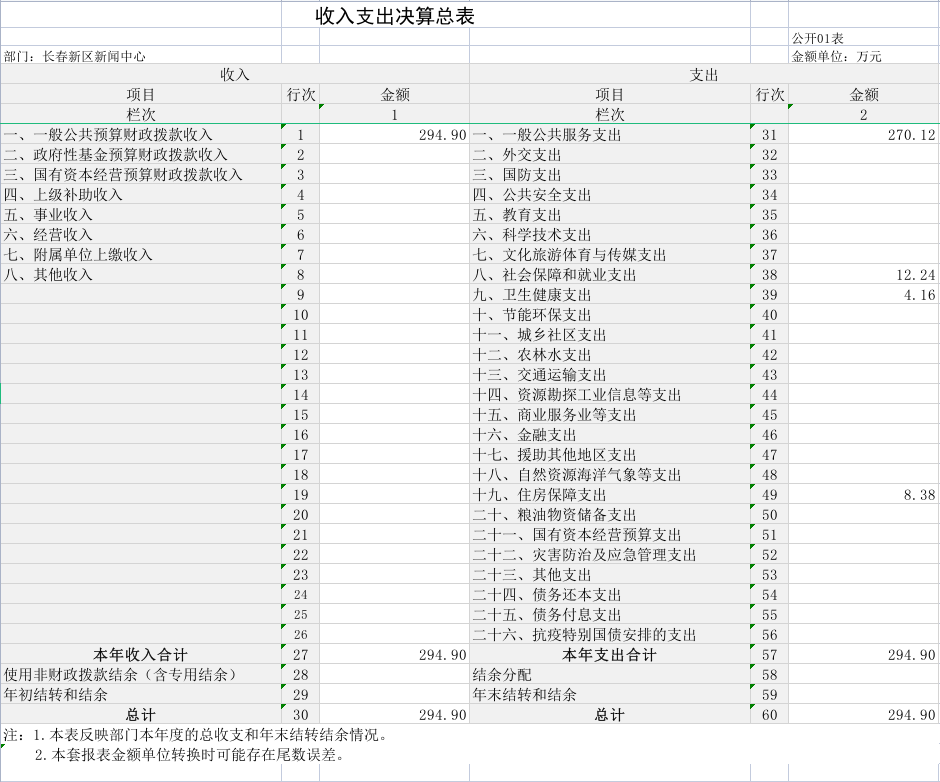 收入支出决算总表
公开01表
部门：长春新区新闻中心 金额单位：万元
收入 支出
项目 行次 金额 项目 行次 金额
栏次 1 栏次 2
一、一般公共预算财政拨款收入 1 294.90 一、一般公共服务支出 31 270.12
二、政府性基金预算财政拨款收入 2 二、外交支出 32
三、国有资本经营预算财政拨款收入 3 三、国防支出 33
四、上级补助收入 4 四、公共安全支出 34
五、事业收入 5 五、教育支出 35
六、经营收入 6 六、科学技术支出 36
七、附属单位上缴收入 7 七、文化旅游体育与传媒支出 37
八、其他收入 8 八、社会保障和就业支出 38 12.24
9 九、卫生健康支出 39 4.16
10 十、节能环保支出 40
11 十一、城乡社区支出 41
12 十二、农林水支出 42
13 十三、交通运输支出 43
14 十四、资源勘探工业信息等支出 44
15 十五、商业服务业等支出 45
16 十六、金融支出 46
17 十七、援助其他地区支出 47
18 十八、自然资源海洋气象等支出 48
19 十九、住房保障支出 49 8.38
20 二十、粮油物资储备支出 50
21 二十一、国有资本经营预算支出 51
22 二十二、灾害防治及应急管理支出 52
23 二十三、其他支出 53
24 二十四、债务还本支出 54
25 二十五、债务付息支出 55
26 二十六、抗疫特别国债安排的支出 56
本年收入合计 27 294.90 本年支出合计 57 294.90
使用非财政拨款结余（含专用结余） 28 结余分配 58
年初结转和结余 29 年末结转和结余 59
总计 30 294.90 总计 60 294.90
注：1.本表反映部门本年度的总收支和年末结转结余情况。
2.本套报表金额单位转换时可能存在尾数误差。